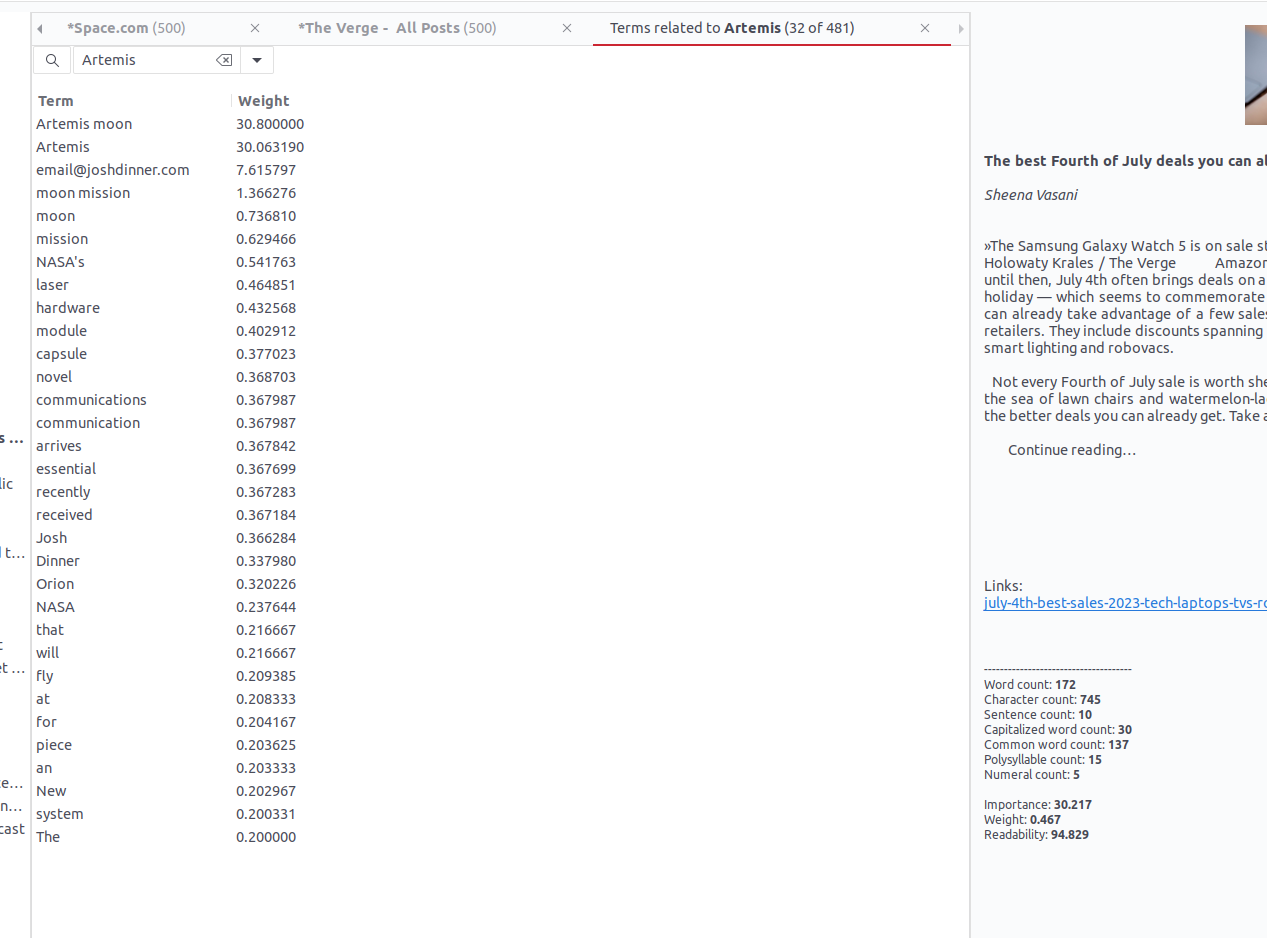 *Space.com (500)
*The Verge - All Posts (500)
Terms related to Artemis (32 of 481)
Artemis
Term Weight
Artemis moon 30.800000
Artemis 30.063190
email@joshdinner.com 7.615797
moon mission 1.366276
moon 0.736810
mission 0.629466
NASA's 0.541763
laser 0.464851
hardware 0.432568
module 0.402912
capsule 0.377023
novel 0.368703
communications 0.367987
communication 0.367987
arrives 0.367842
essential 0.367699
recently 0.367283
received 0.367184
Josh 0.366284
Dinner 0.337980
Orion 0.320226
NASA 0.237644
that 0.216667
will 0.216667
fly 0.209385
at 0.208333
for 0.204167
piece 0.203625
an 0.203333
New 0.202967
system 0.200331
The 0.200000
The best Fourth of July deals you can al
Sheena Vasani
»The Samsung Galaxy Watch 5 is on sale st
Holowaty Krales / The Verge Amazon
until then, July 4th often brings deals on a
holiday — which seems to commemorate
can already take advantage of a few sales
retailers. They include discounts spanning
smart lighting and robovacs.
Not every Fourth of July sale is worth she
the sea of lawn chairs and watermelon-la
the better deals you can already get. Take a
Continue reading…
Links:
july-4th-best-sales-2023-tech-laptops-tvs-ro
-------------------------------------
Word count: 172
Character count: 745
Sentence count: 10
Capitalized word count: 30
Common word count: 137
Polysyllable count: 15
Numeral count: 5
Importance: 30.217
Weight: 0.467
Readability: 94.829